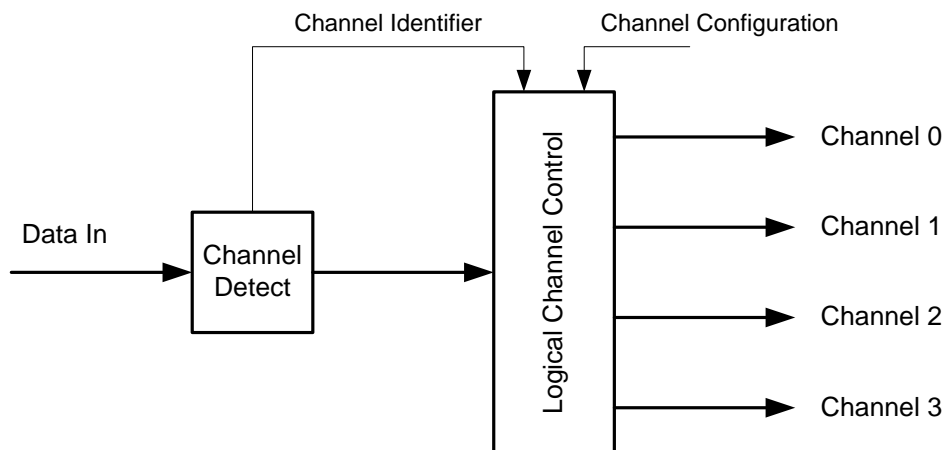 Channel Identifier
Channel Configuration
Data In
Channel
Detect
Logical Channel Control
Channel 0
Channel 1
Channel 2
Channel 3